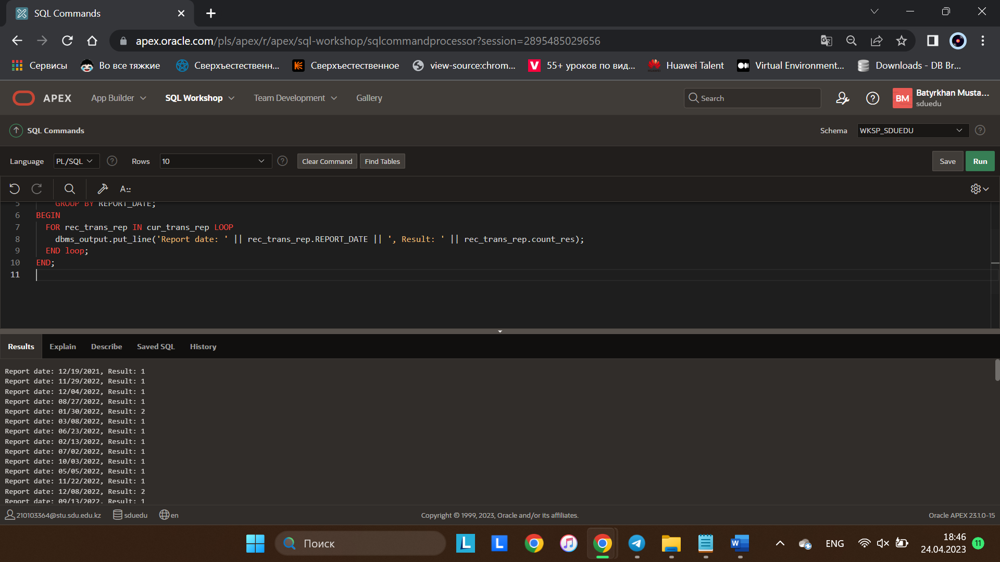 SQL Commands
apex.oracle.com/pls/apex/r/apex/sql-workshop/sqlcommandprocessor?session=2895485029656
Сервисы Во все тяжкие Сверхъестественн... Сверхъестественное view-source:chrom... 55+ уроков по вид... Huawei Talent Virtual Environment... Downloads - DB Br...
APEX App Builder SQL Workshop Team Development Gallery Search BM Batyrkhan Musta...
sduedu
SQL Commands Schema WKSP_SDUEDU
Language PL/SQL Rows 10 Clear Command Find Tables Save Run
5 GROUP BY REPORT_DATE;
6 BEGIN
7 FOR rec_trans_rep IN cur_trans_rep LOOP
8 dbms_output.put_line('Report date: ' || rec_trans_rep.REPORT_DATE || ', Result: ' || rec_trans_rep.count_res);
9 END loop;
10 END;
11
Results Explain Describe Saved SQL History
Report date: 12/19/2021, Result: 1
Report date: 11/29/2022, Result: 1
Report date: 12/04/2022, Result: 1
Report date: 08/27/2022, Result: 1
Report date: 01/30/2022, Result: 2
Report date: 03/08/2022, Result: 1
Report date: 06/23/2022, Result: 1
Report date: 02/13/2022, Result: 1
Report date: 07/02/2022, Result: 1
Report date: 10/03/2022, Result: 1
Report date: 05/05/2022, Result: 1
Report date: 11/22/2022, Result: 1
Report date: 12/08/2022, Result: 2
Report date: 09/13/2022, Result: 1
210103364@stu.sdu.edu.kz sduedu en Copyright © 1999, 2023, Oracle and/or its affiliates. Oracle APEX 23.1.0-15
Поиск ENG 18:46
24.04.2023 11